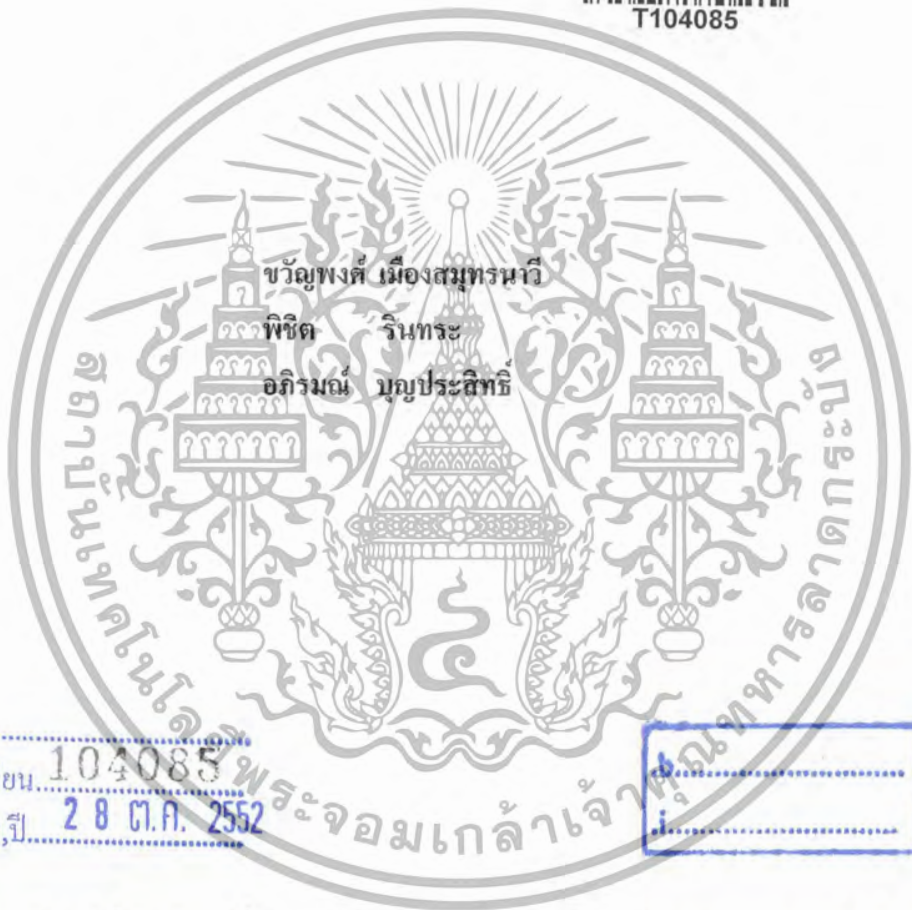 T104085
ขวัญพงศ์ เมืองสมุทรนาวี
พิชิต รินทระ
อภิรมณ์ บุญประสิทธิ์
สถาบันเทคโนโลยีพระจอมเกล้าเจ้าคุณทหารลาดกระบัง
๔
104085
2 8 ต.ค. 2552